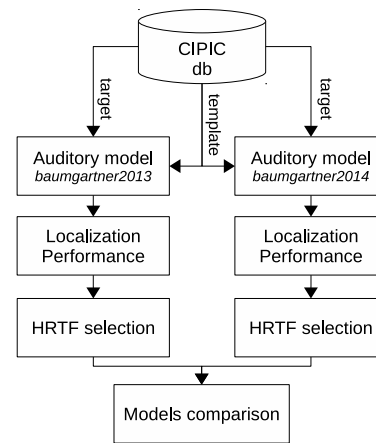 CIPIC
db
target
template
target
Auditory model
baumgartner2013
Auditory model
baumgartner2014
Localization
Performance
Localization
Performance
HRTF selection
HRTF selection
Models comparison